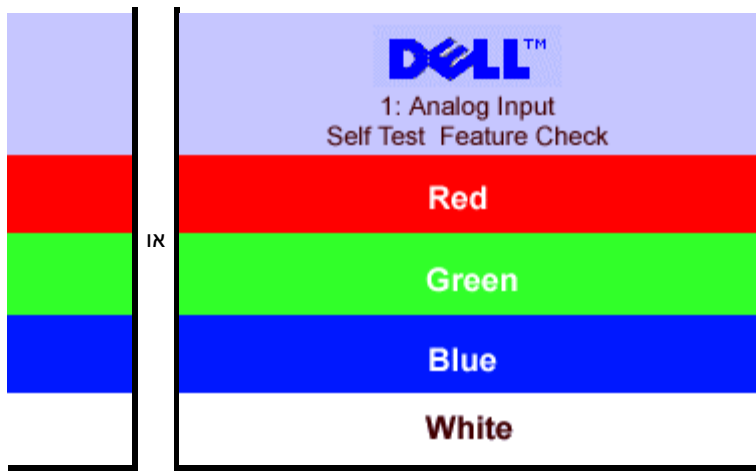 DELL™
1: Analog Input
Self Test Feature Check
Red
או
Green
Blue
White